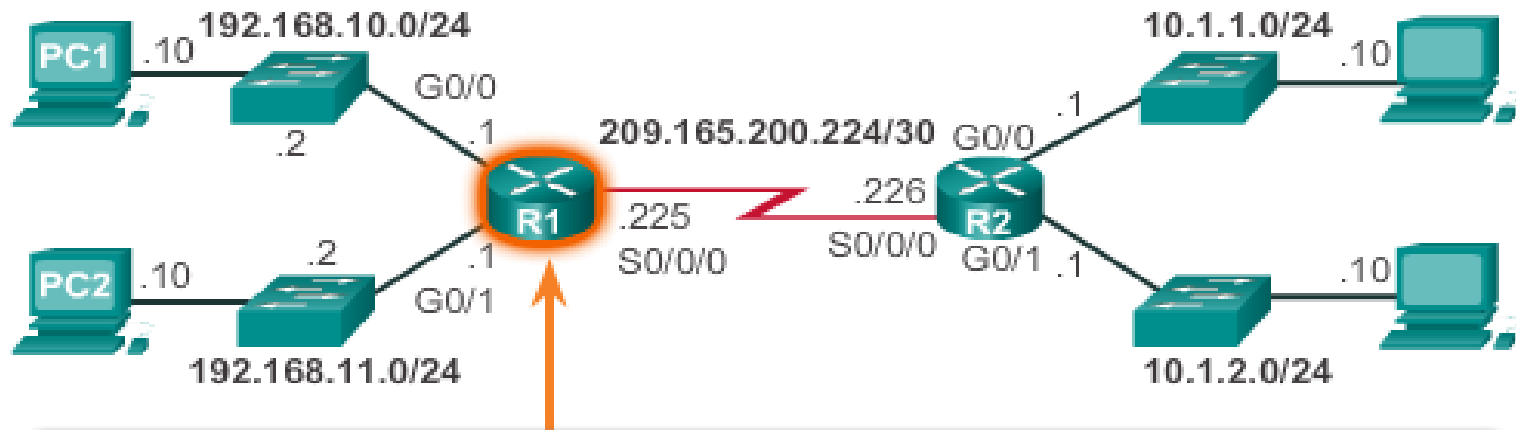 192.168.10.0/24
10.1.1.0/24
PC1
.10
.10
G0/0
.2
.1
209.165.200.224/30
G0/0
.1
R1
.225
S0/0/0
.226
S0/0/0
R2
G0/1
.1
PC2
.10
.2
.1
G0/1
.10
192.168.11.0/24
10.1.2.0/24